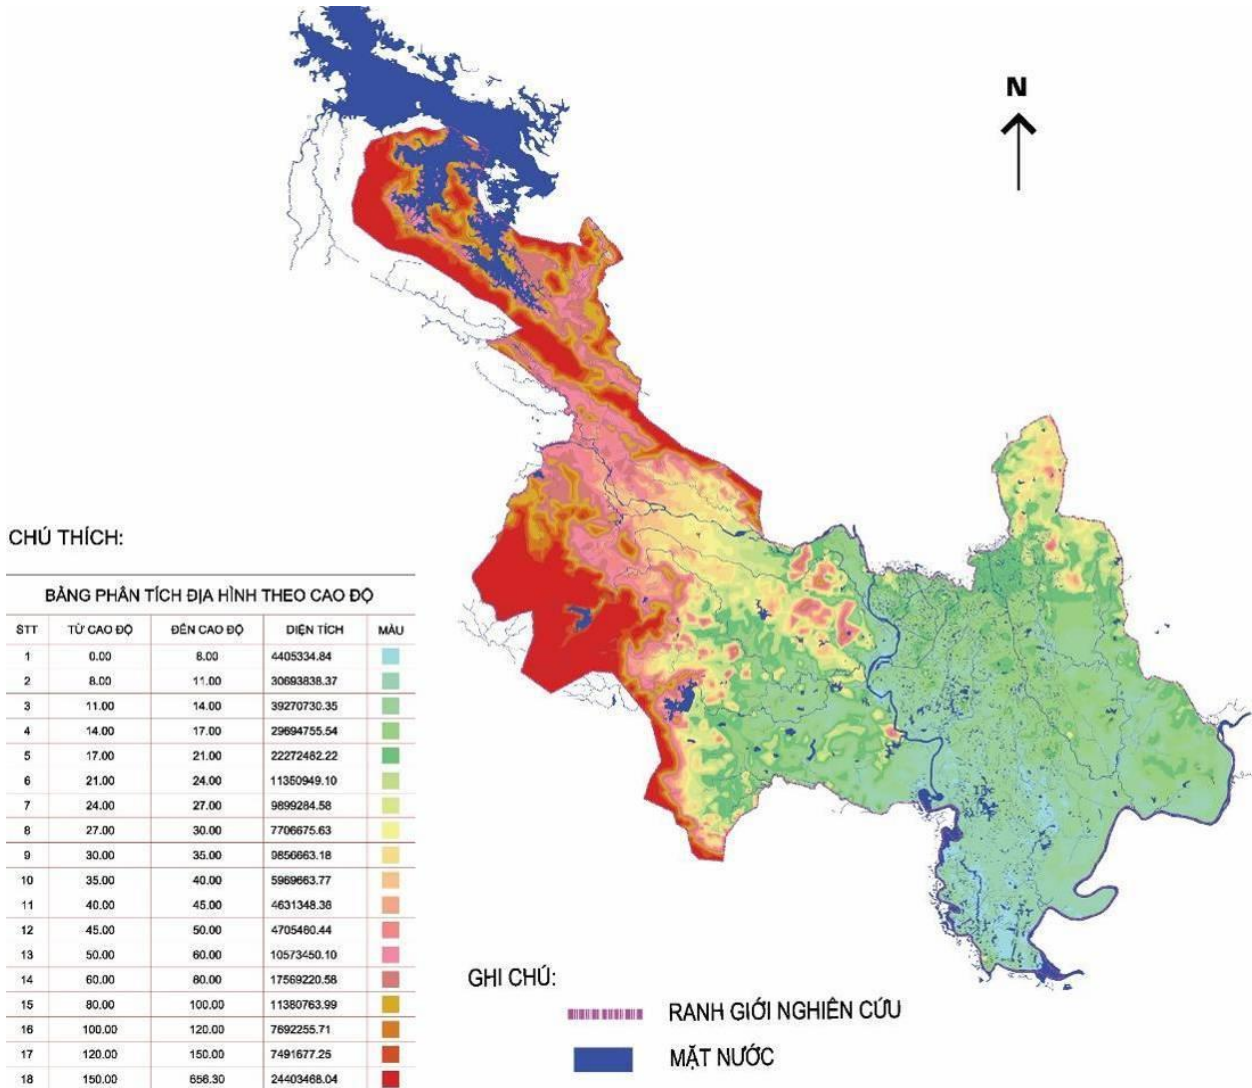 N
CHÚ THÍCH:
BẢNG PHÂN TÍCH ĐỊA HÌNH THEO CAO ĐỘ
STT TỪ CAO ĐỘ ĐẾN CAO ĐỘ DIỆN TÍCH MÀU
1 0.00 8.00 4405334.84
2 8.00 11.00 30693838.37
3 11.00 14.00 39270730.35
4 14.00 17.00 29694755.54
5 17.00 21.00 22272462.22
6 21.00 24.00 11350949.10
7 24.00 27.00 9899284.58
8 27.00 30.00 7706675.63
9 30.00 35.00 9856663.18
10 35.00 40.00 5969663.77
11 40.00 45.00 4631348.36
12 45.00 50.00 4705460.44
13 50.00 60.00 10573450.10
14 60.00 80.00 17569220.58
15 80.00 100.00 11380763.99
16 100.00 120.00 7692255.71
17 120.00 150.00 7491677.25
18 150.00 656.30 24403468.04
GHI CHÚ:
RANH GIỚI NGHIÊN CỨU
MẶT NƯỚC